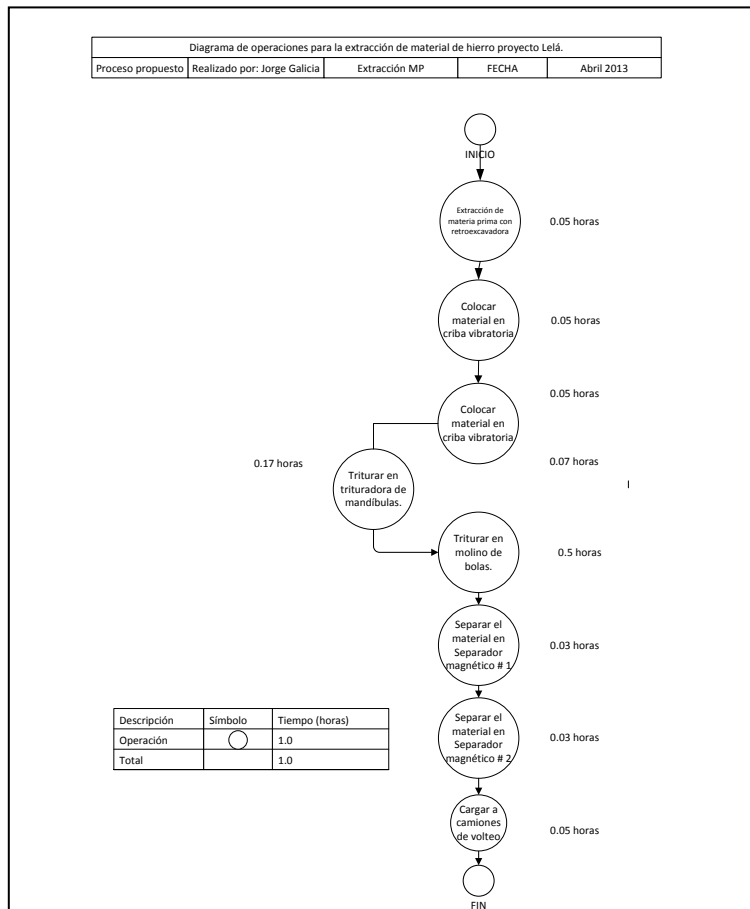 Diagrama de operaciones para la extracción de material de hierro proyecto Lelá.
Proceso propuesto Realizado por: Jorge Galicia Extracción MP FECHA Abril 2013
INICIO
Extracción de
materia prima con
retroexcavadora
0.05 horas
Colocar
material en
criba vibratoria
0.05 horas
0.05 horas
Colocar
material en
criba vibratoria
0.07 horas
0.17 horas
Triturar en
trituradora de
mandíbulas.
I
Triturar en
molino de
bolas.
0.5 horas
Separar el
material en
Separador
magnético # 1
0.03 horas
Separar el
material en
Separador
magnético # 2
0.03 horas
Descripción Símbolo Tiempo (horas)
Operación 1.0
Total 1.0
Cargar a
camiones
de volteo
0.05 horas
FIN